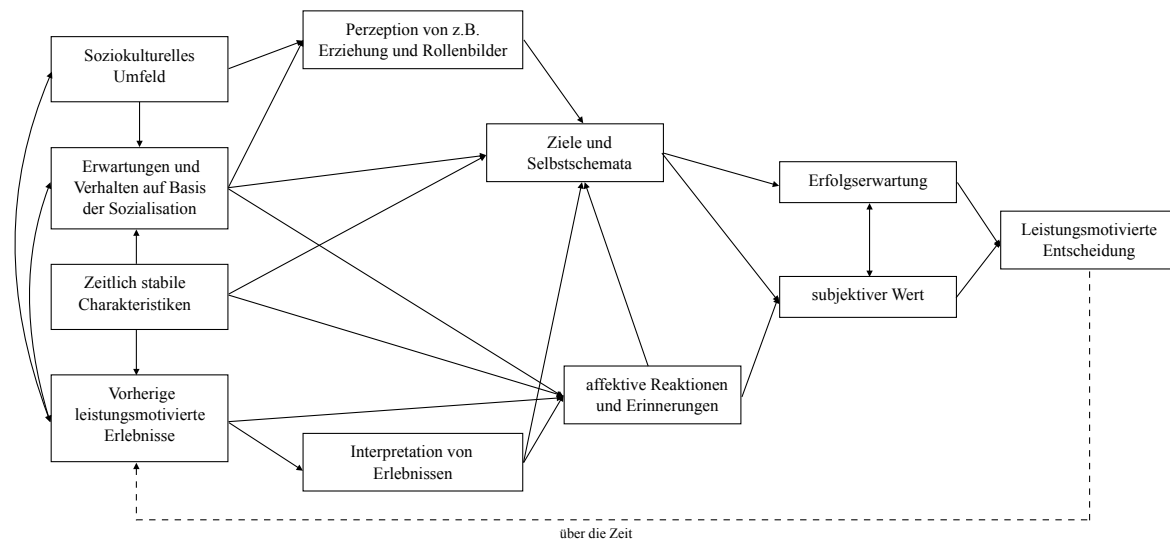 Soziokulturelles
Umfeld
Perzeption von z.B.
Erziehung und Rollenbilder
Erwartungen und
Verhalten auf Basis
der Sozialisation
Ziele und
Selbstschemata
Erfolgserwartung
Leistungsmotivierte
Entscheidung
Zeitlich stabile
Charakteristiken
subjektiver Wert
Vorherige
leistungsmotivierte
Erlebnisse
affektive Reaktionen
und Erinnerungen
Interpretation von
Erlebnissen
über die Zeit